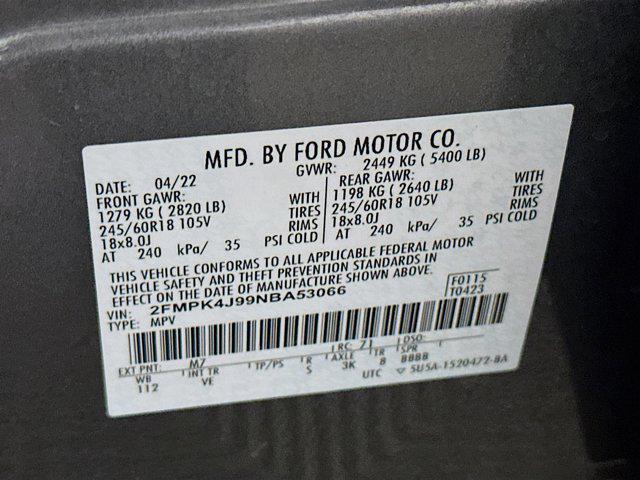 MFD. BY FORD MOTOR CO.
DATE: 04/22 GVWR: 2449 KG ( 5400 LB)
FRONT GAWR: WITH REAR GAWR: WITH
1279 KG ( 2820 LB) TIRES 1198 KG ( 2640 LB) TIRES
245/60R18 105V RIMS 245/60R18 105V RIMS
18x8.0J 18x8.0J
AT 240 kPa/ 35 PSI COLD AT 240 kPa/ 35 PSI COLD
THIS VEHICLE CONFORMS TO ALL APPLICABLE FEDERAL MOTOR
VEHICLE SAFETY AND THEFT PREVENTION STANDARDS IN
EFFECT ON THE DATE OF MANUFACTURE SHOWN ABOVE.
VIN: 2FMPK4J99NBA53066 F0115
TYPE: MPV T0423
EXT PNT: M7 RC: 71 DSO:
WB INT TR TP/PS R AXLE TR SPR
112 VE S 3K 8 BBBB
UTC 5U5A-1520472-BA